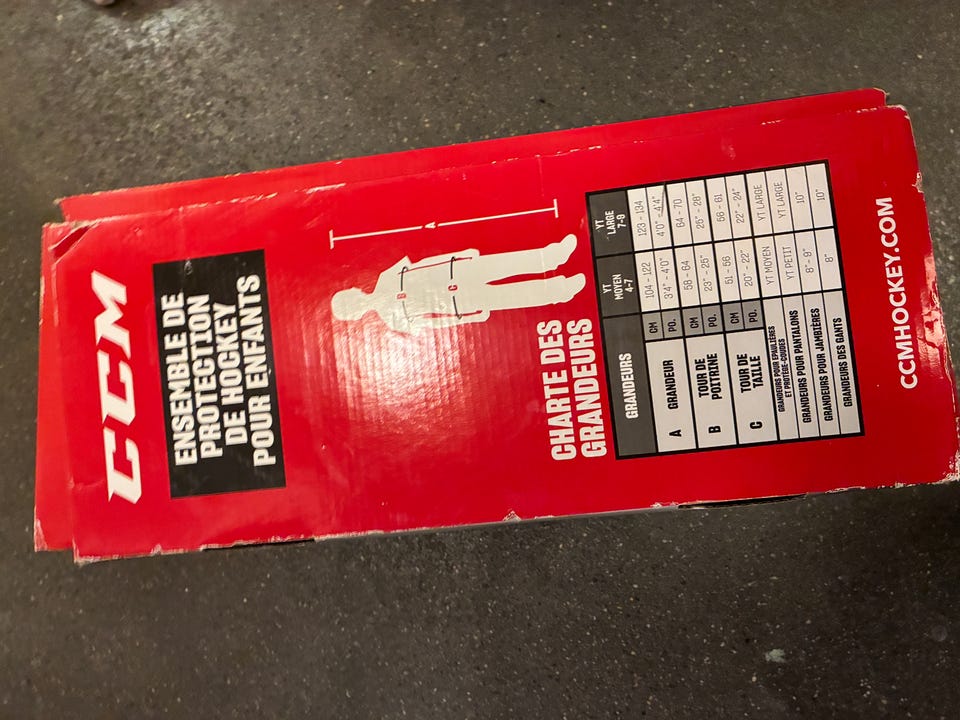 CCM
ENSEMBLE DE
PROTECTION
DE HOCKEY
POUR ENFANTS
A
B
C
CHARTE DES
GRANDEURS
GRANDEURS YT MOYEN 4-7 YT LARGE 7-9
A GRANDEUR CM 104 - 122 123 - 134
PO. 3'4" - 4'0" 4'0" - 4'4"
B TOUR DE POITRINE CM 58 - 64 64 - 70
PO. 23" - 25" 25" - 28"
C TOUR DE TAILLE CM 51 - 56 56 - 61
PO. 20" - 22" 22" - 24"
GRANDEURS POUR ÉPAULIÈRES ET PROTÈGE-COUDES YT MOYEN YT LARGE
GRANDEURS POUR PANTALONS YT PETIT YT LARGE
GRANDEURS POUR JAMBIÈRES 8" - 9" 10"
GRANDEURS DES GANTS 8" 10"
CCMHOCKEY.COM